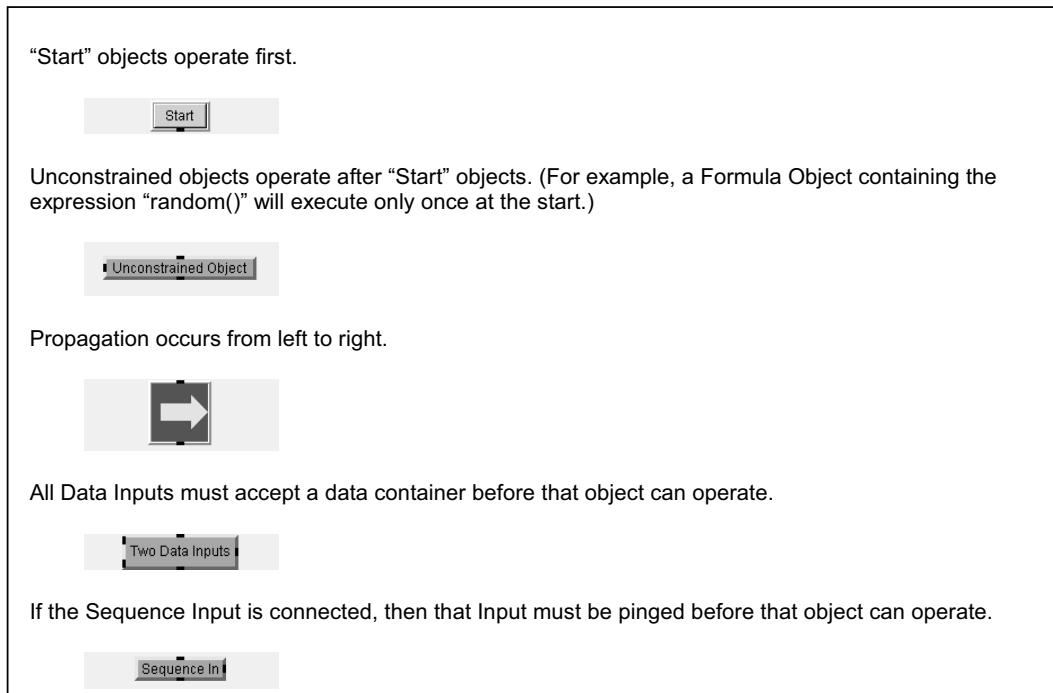 “Start” objects operate first.
Start
Unconstrained objects operate after “Start” objects. (For example, a Formula Object containing the
expression “random()” will execute only once at the start.)
Unconstrained Object
Propagation occurs from left to right.
All Data Inputs must accept a data container before that object can operate.
Two Data Inputs
If the Sequence Input is connected, then that Input must be pinged before that object can operate.
Sequence In